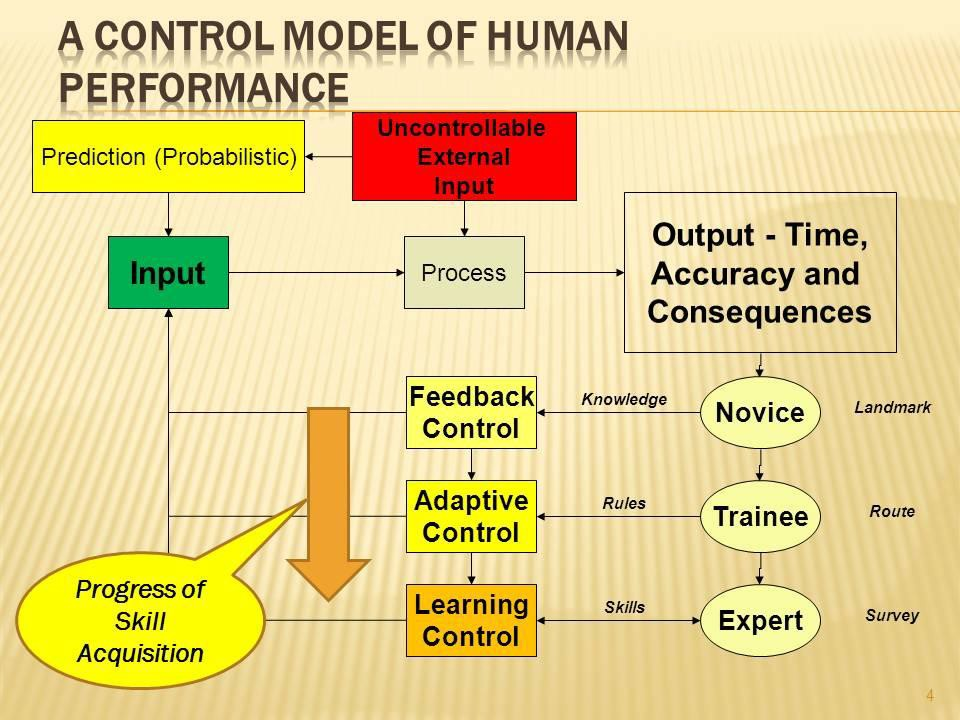 A CONTROL MODEL OF HUMAN
PERFORMANCE
Prediction (Probabilistic)
Uncontrollable
External
Input
Input
Process
Output - Time,
Accuracy and
Consequences
Feedback
Control
Knowledge
Novice
Landmark
Adaptive
Control
Rules
Trainee
Route
Progress of
Skill
Acquisition
Learning
Control
Skills
Expert
Survey
4